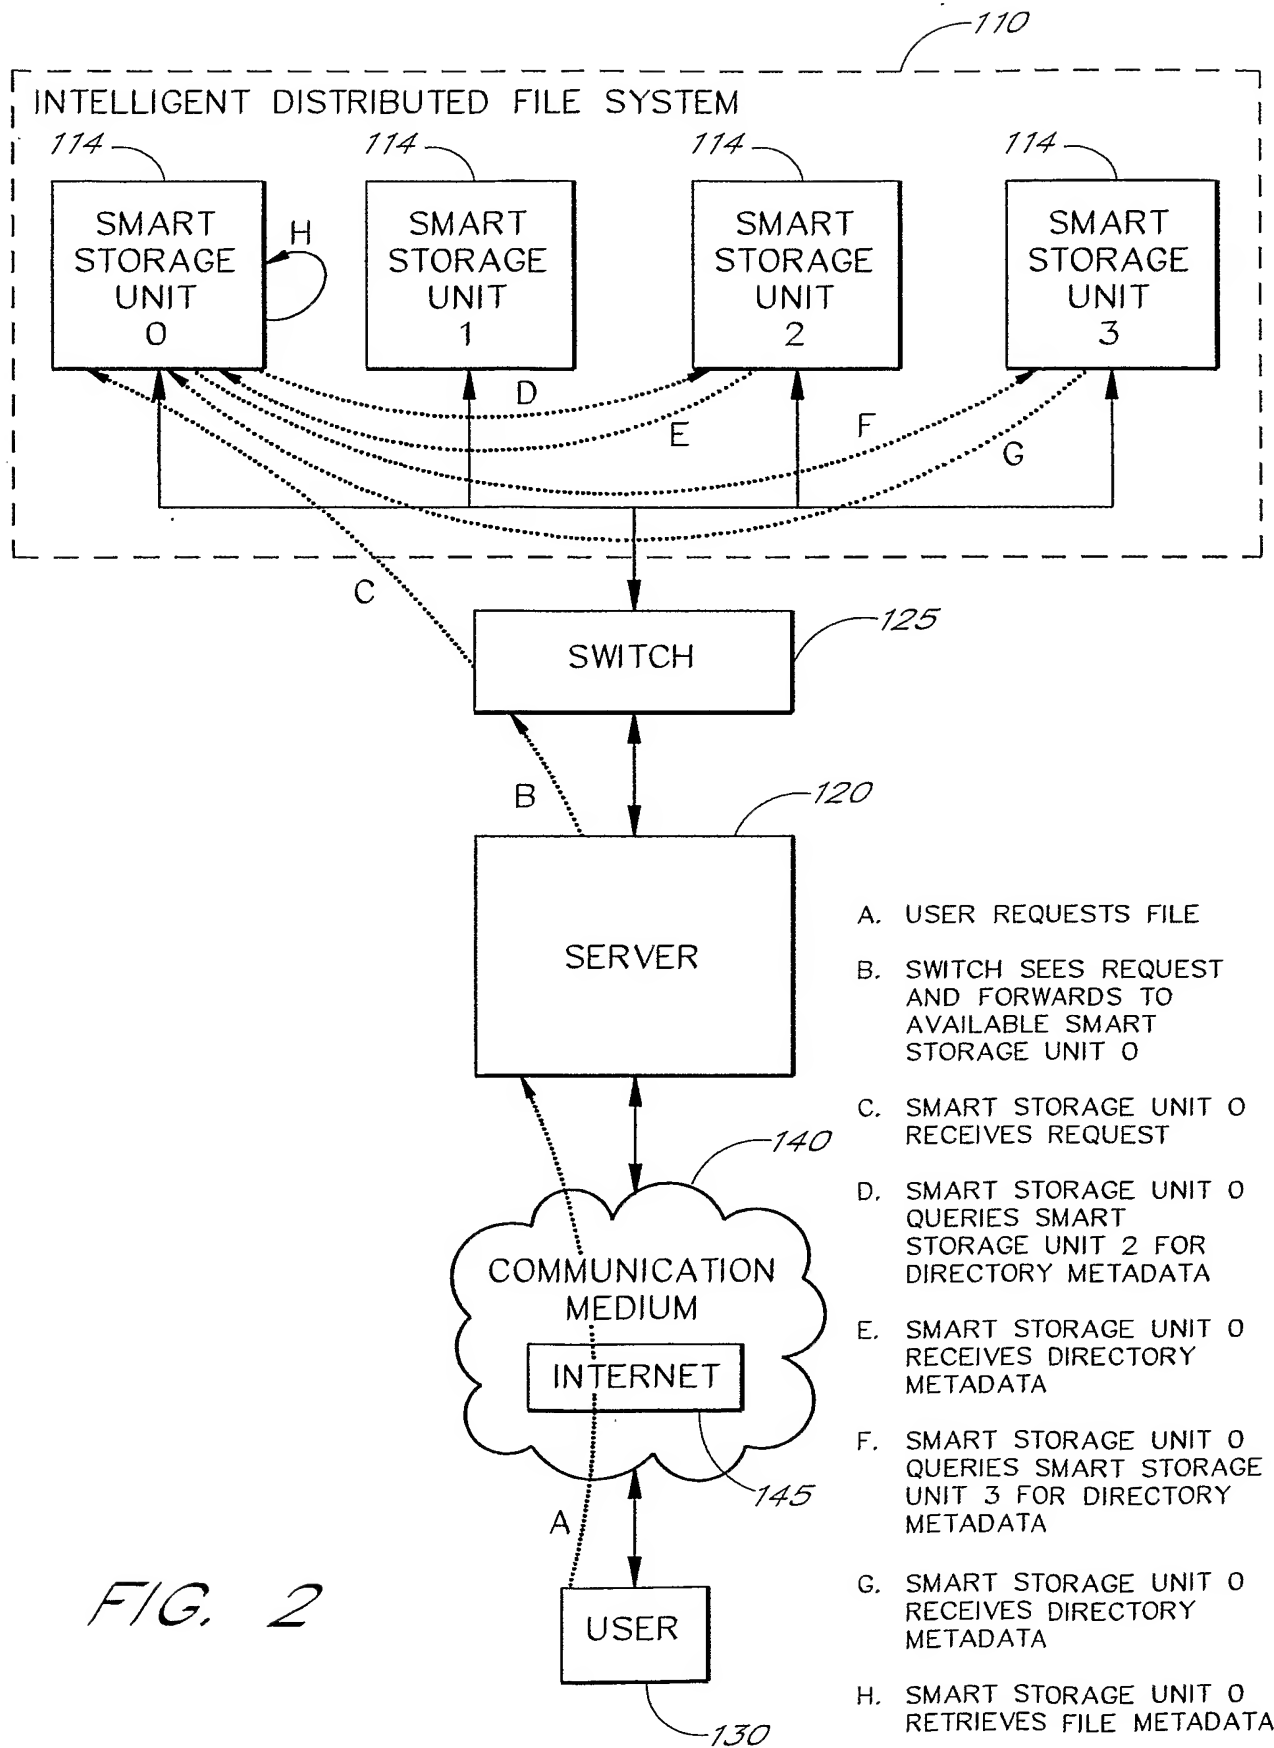 110
INTELLIGENT DISTRIBUTED FILE SYSTEM
114
114
114
114
SMART
STORAGE
UNIT
0
SMART
STORAGE
UNIT
1
SMART
STORAGE
UNIT
2
SMART
STORAGE
UNIT
3
H
D
E
F
G
C
125
SWITCH
B
120
SERVER
140
COMMUNICATION
MEDIUM
INTERNET
145
A
USER
130
A. USER REQUESTS FILE
B. SWITCH SEES REQUEST
AND FORWARDS TO
AVAILABLE SMART
STORAGE UNIT 0
C. SMART STORAGE UNIT 0
RECEIVES REQUEST
D. SMART STORAGE UNIT 0
QUERIES SMART
STORAGE UNIT 2 FOR
DIRECTORY METADATA
E. SMART STORAGE UNIT 0
RECEIVES DIRECTORY
METADATA
F. SMART STORAGE UNIT 0
QUERIES SMART STORAGE
UNIT 3 FOR DIRECTORY
METADATA
G. SMART STORAGE UNIT 0
RECEIVES DIRECTORY
METADATA
H. SMART STORAGE UNIT 0
RETRIEVES FILE METADATA
FIG. 2